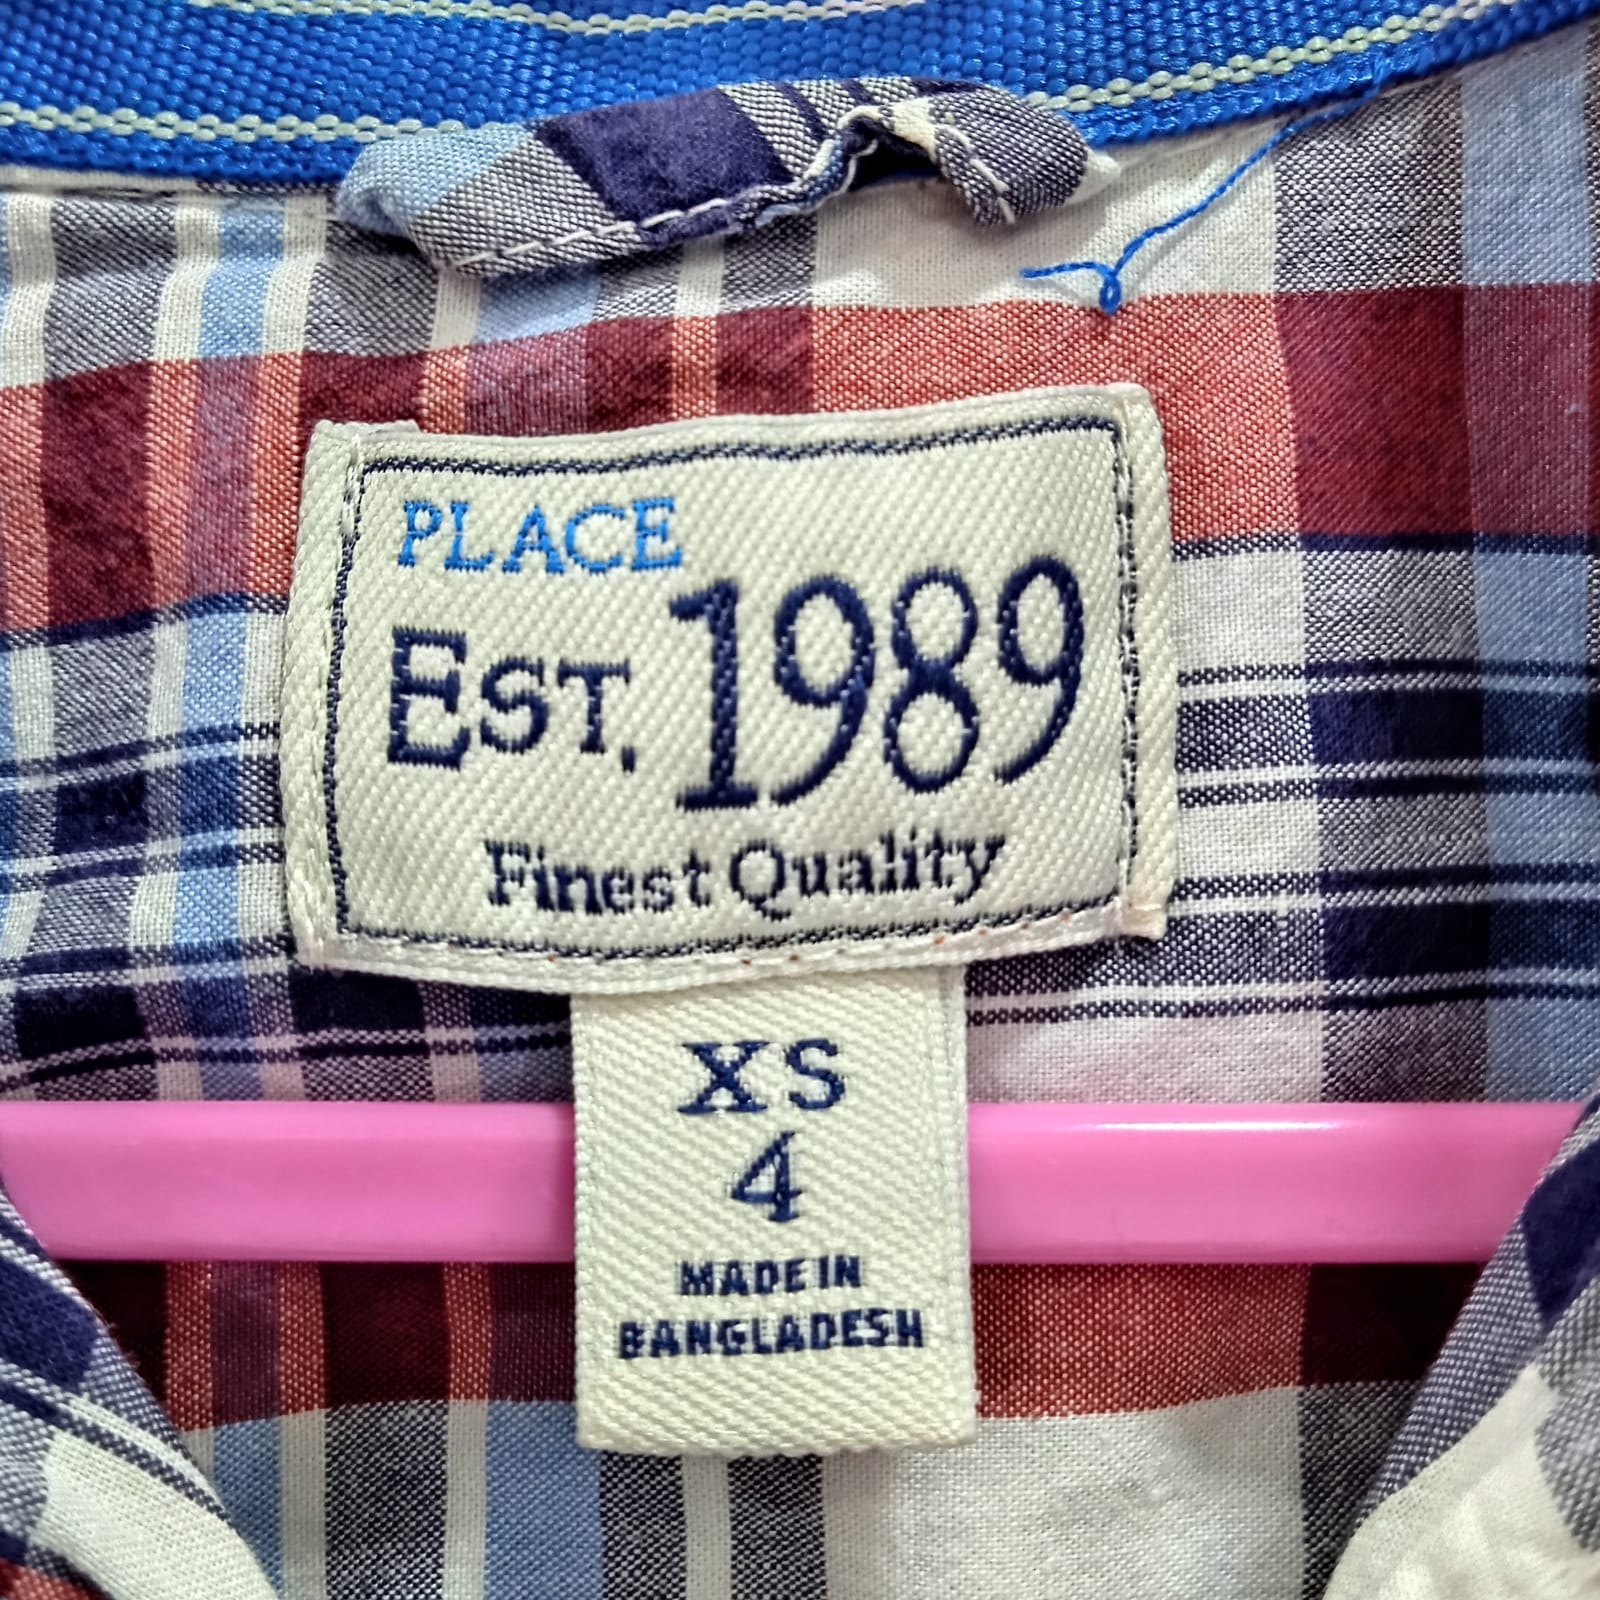 PLACE
EST. 1989
Finest Quality
XS
4
MADE IN
BANGLADESH